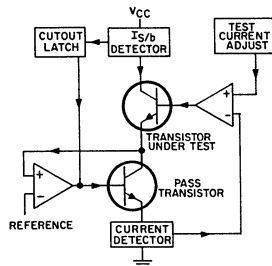 VCC
CUTOUT
LATCH
IS/b
DETECTOR
TEST
CURRENT
ADJUST
+
-
TRANSISTOR
UNDER TEST
+
-
REFERENCE
PASS
TRANSISTOR
CURRENT
DETECTOR